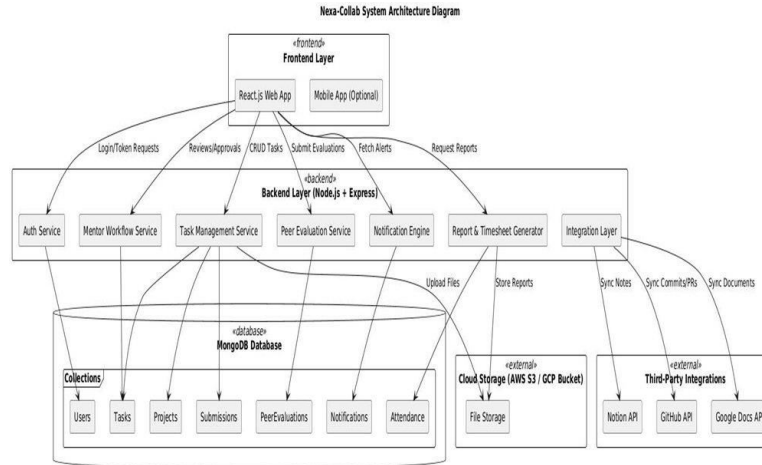 Nexa-Collab System Architecture Diagram
«frontend»
Frontend Layer
React.js Web App
Mobile App (Optional)
Login/Token Requests
Reviews/Approvals
CRUD Tasks
Submit Evaluations
Fetch Alerts
Request Reports
«backend»
Backend Layer (Node.js + Express)
Auth Service
Mentor Workflow Service
Task Management Service
Peer Evaluation Service
Notification Engine
Report & Timesheet Generator
Integration Layer
Upload Files
Store Reports
Sync Notes
Sync Commits/PRs
Sync Documents
«database»
MongoDB Database
Collections
Users
Tasks
Projects
Submissions
PeerEvaluations
Notifications
Attendance
«external»
Cloud Storage (AWS S3 / GCP Bucket)
File Storage
«external»
Third-Party Integrations
Notion API
GitHub API
Google Docs AP